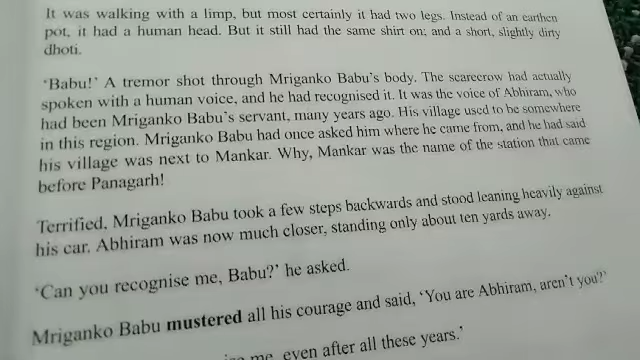 It was walking with a limp, but most certainly it had two legs. Instead of an earthen
pot, it had a human head. But it still had the same shirt on; and a short, slightly dirty
dhoti.
‘Babu!’ A tremor shot through Mriganko Babu’s body. The scarecrow had actually
spoken with a human voice, and he had recognised it. It was the voice of Abhiram, who
had been Mriganko Babu’s servant, many years ago. His village used to be somewhere
in this region. Mriganko Babu had once asked him where he came from, and he had said
his village was next to Mankar. Why, Mankar was the name of the station that came
before Panagarh!
Terrified, Mriganko Babu took a few steps backwards and stood leaning heavily against
his car. Abhiram was now much closer, standing only about ten yards away.
‘Can you recognise me, Babu?’ he asked.
Mriganko Babu mustered all his courage and said, ‘You are Abhiram, aren’t you?’
me, even after all these years.’